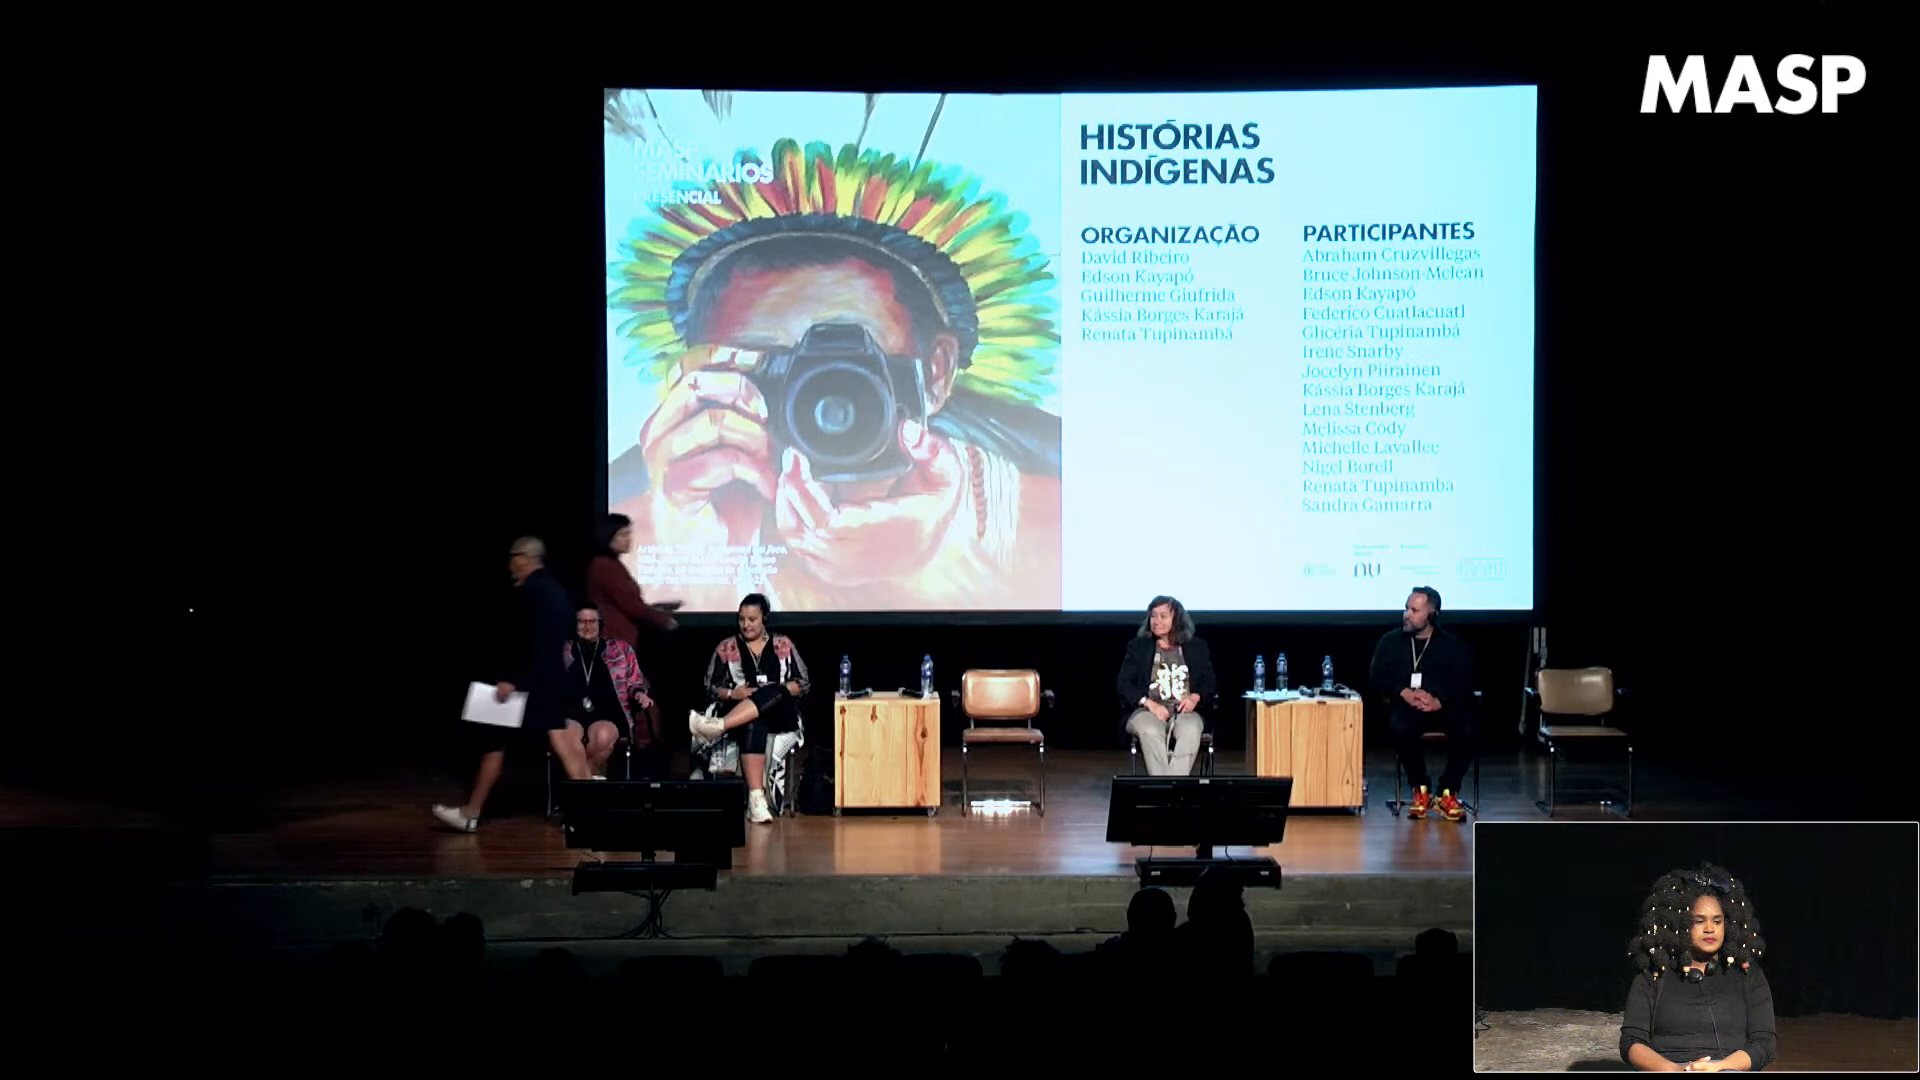 MASP
MASP
SEMINÁRIOS
PRESENCIAL
HISTÓRIAS
INDÍGENAS
ORGANIZAÇÃO
David Ribeiro
Edson Kayapó
Guilherme Giufrida
Kássia Borges Karajá
Renata Tupinambá
PARTICIPANTES
Abraham Cruzvillegas
Bruce Johnson-Mclean
Edson Kayapó
Federico Cuatlacuatl
Glicéria Tupinambá
Irene Snarby
Jocelyn Piirainen
Kássia Borges Karajá
Lena Stenberg
Melissa Cody
Michelle Lavallee
Nigel Borell
Renata Tupinambá
Sandra Gamarra
nu